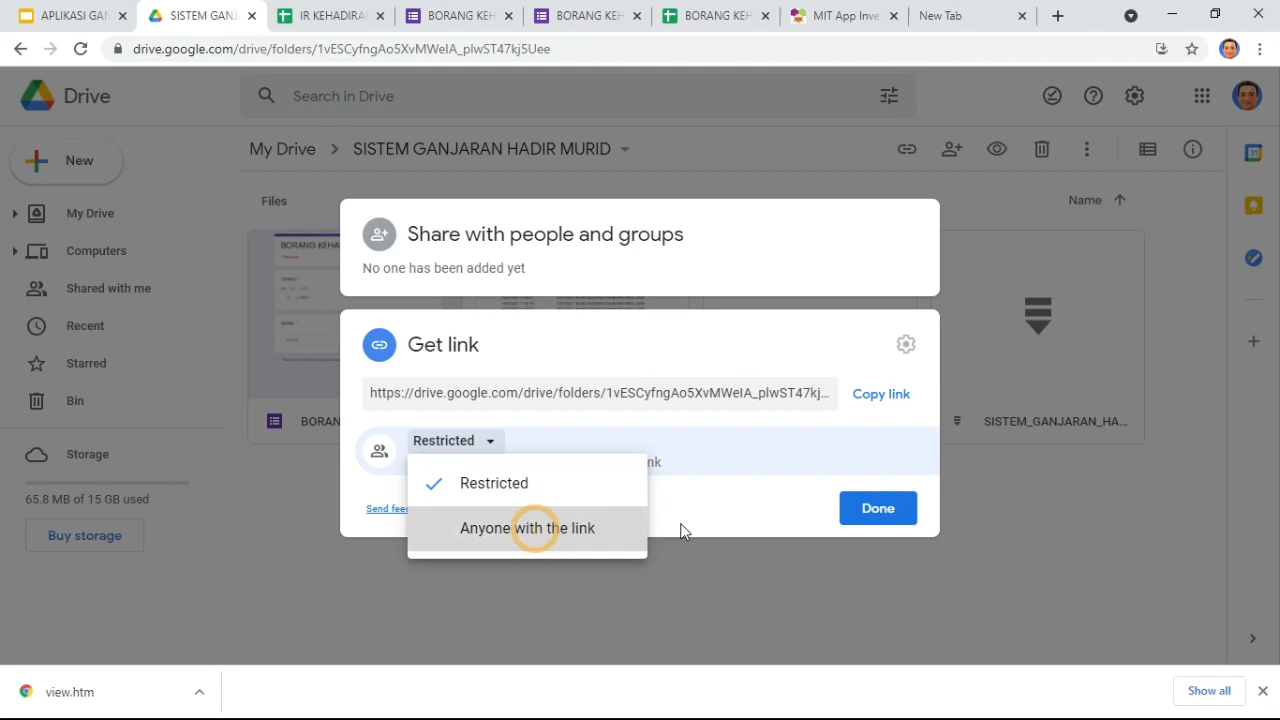 APLIKASI GAN
SISTEM GANJA
IR KEHADIRA
BORANG KEH
BORANG KEH
BORANG KEH
MIT App Inve
New Tab
drive.google.com/drive/folders/1vESCyfngAo5XvMWeIA_plwST47kj5Uee
Drive
Search in Drive
New
My Drive > SISTEM GANJARAN HADIR MURID
My Drive
Computers
Shared with me
Recent
Starred
Bin
Storage
65.8 MB of 15 GB used
Buy storage
Files
Name
BORANG KEHA
Share with people and groups
No one has been added yet
Get link
https://drive.google.com/drive/folders/1vESCyfngAo5XvMWeIA_plwST47kj...
Copy link
Restricted
nk
Restricted
Anyone with the link
Send feed
Done
BORAN
SISTEM_GANJARAN_HA...
view.htm
Show all